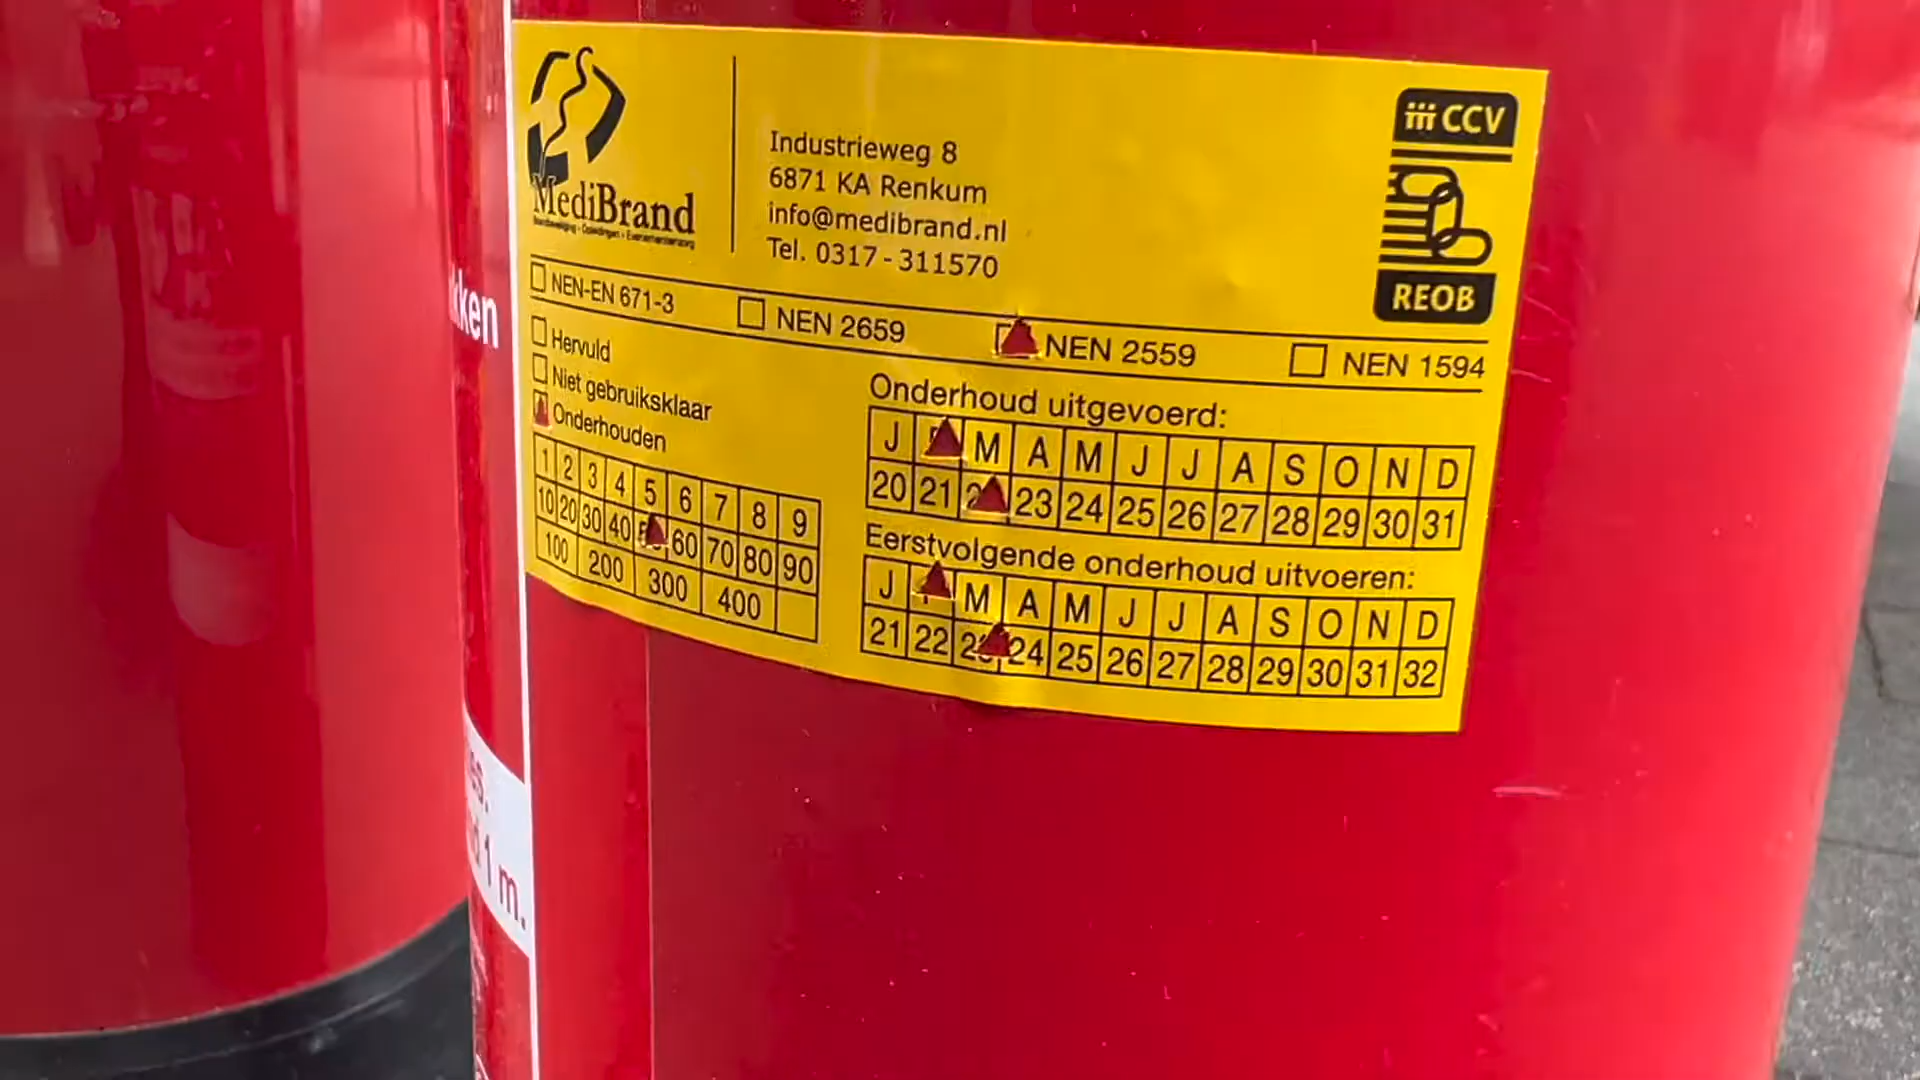 MediBrand
Industrieweg 8
6871 KA Renkum
info@medibrand.nl
Tel. 0317-311570
CCV
REOB
NEN-EN 671-3 NEN 2659 NEN 2559 NEN 1594
Hervuld
Niet gebruiksklaar
Onderhouden
1 2 3 4 5 6 7 8 9
10 20 30 40 60 70 80 90
100 200 300 400
Onderhoud uitgevoerd:
J M A M J J A S O N D
20 21 23 24 25 26 27 28 29 30 31
Eerstvolgende onderhoud uitvoeren:
J M A M J J A S O N D
21 22 23 24 25 26 27 28 29 30 31 32
1 m.